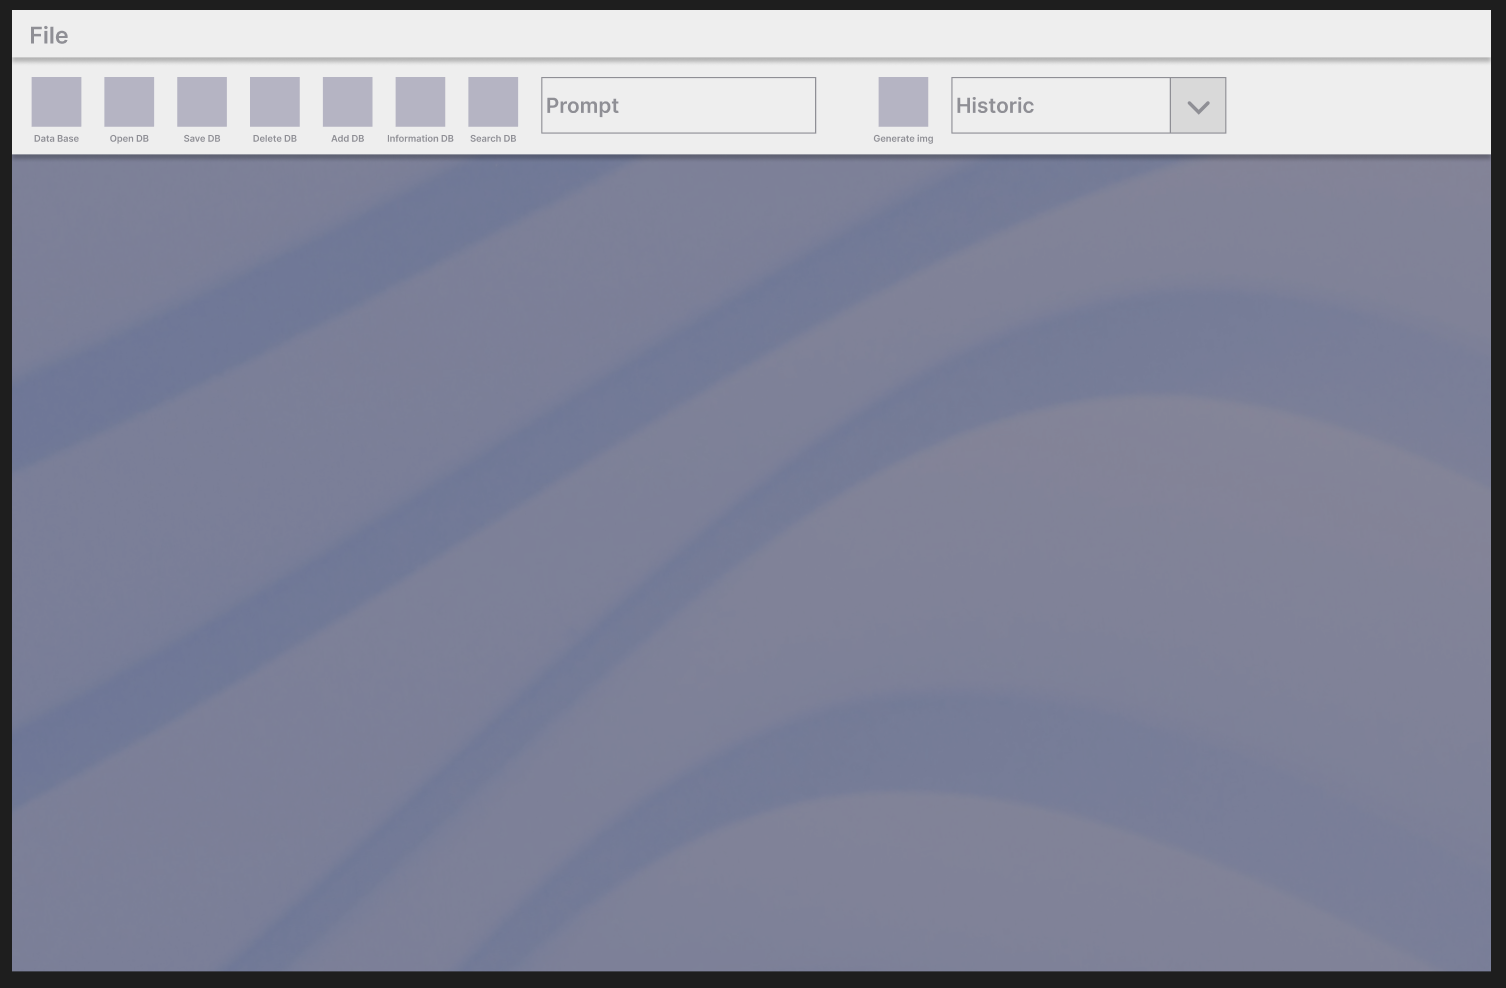 File
Data Base
Open DB
Save DB
Delete DB
Add DB
Information DB
Search DB
Prompt
Generate img
Historic